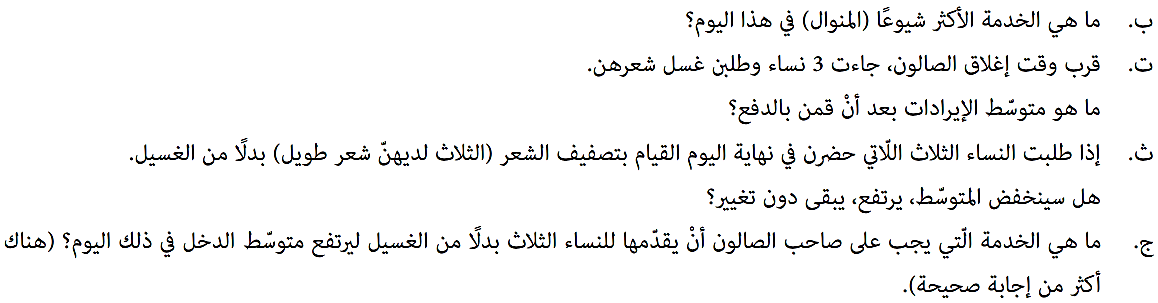 ب. ما هي الخدمة الأكثر شيوعًا (المنوال) في هذا اليوم؟
ت. قرب وقت إغلاق الصالون، جاءت 3 نساء وطلبن غسل شعرهن.
ما هو متوسّط الإيرادات بعد أنْ قمن بالدفع؟
ث. إذا طلبت النساء الثلاث اللّاتي حضرن في نهاية اليوم القيام بتصفيف الشعر (الثلاث لديهنّ شعر طويل) بدلًا من الغسيل.
هل سينخفض المتوسّط، يرتفع، يبقى دون تغيير؟
ج. ما هي الخدمة الّتي يجب على صاحب الصالون أنْ يقدّمها للنساء الثلاث بدلًا من الغسيل ليرتفع متوسّط الدخل في ذلك اليوم؟ (هناك
أكثر من إجابة صحيحة).